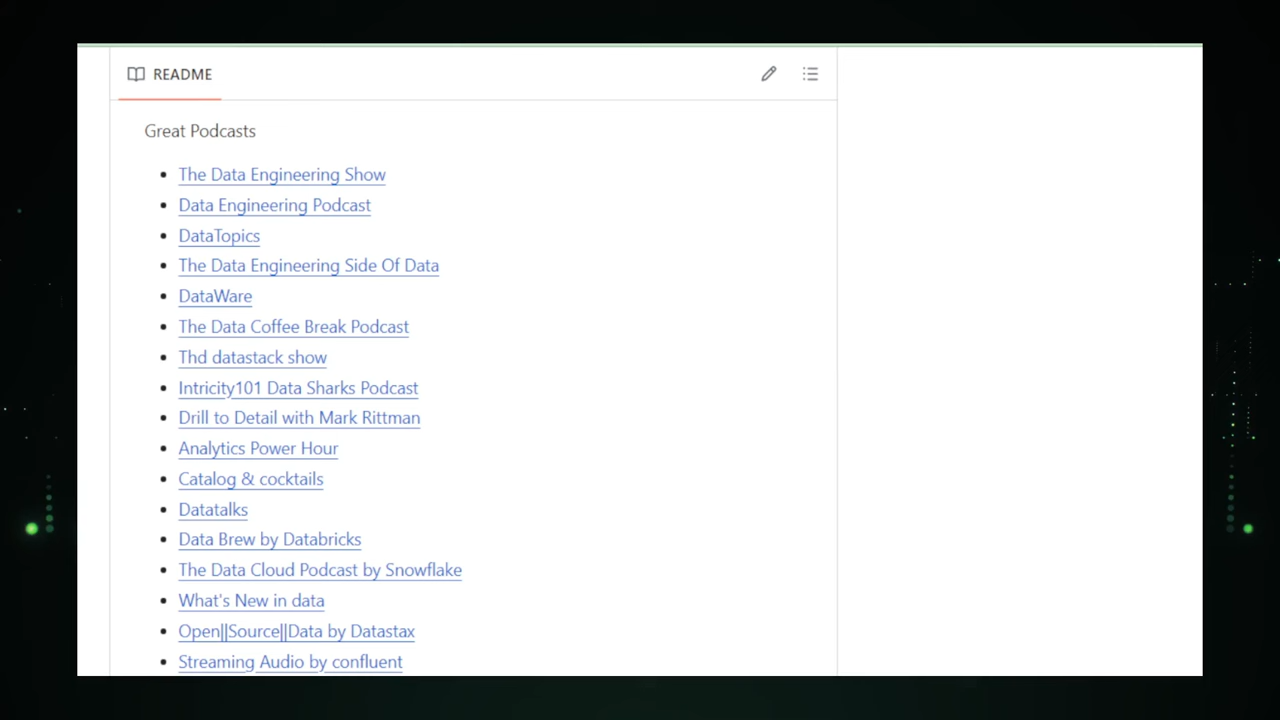 README
Great Podcasts
The Data Engineering Show
Data Engineering Podcast
DataTopics
The Data Engineering Side Of Data
DataWare
The Data Coffee Break Podcast
Thd datastack show
Intricity101 Data Sharks Podcast
Drill to Detail with Mark Rittman
Analytics Power Hour
Catalog & cocktails
Datatalks
Data Brew by Databricks
The Data Cloud Podcast by Snowflake
What's New in data
Open||Source||Data by Datastax
Streaming Audio by confluent